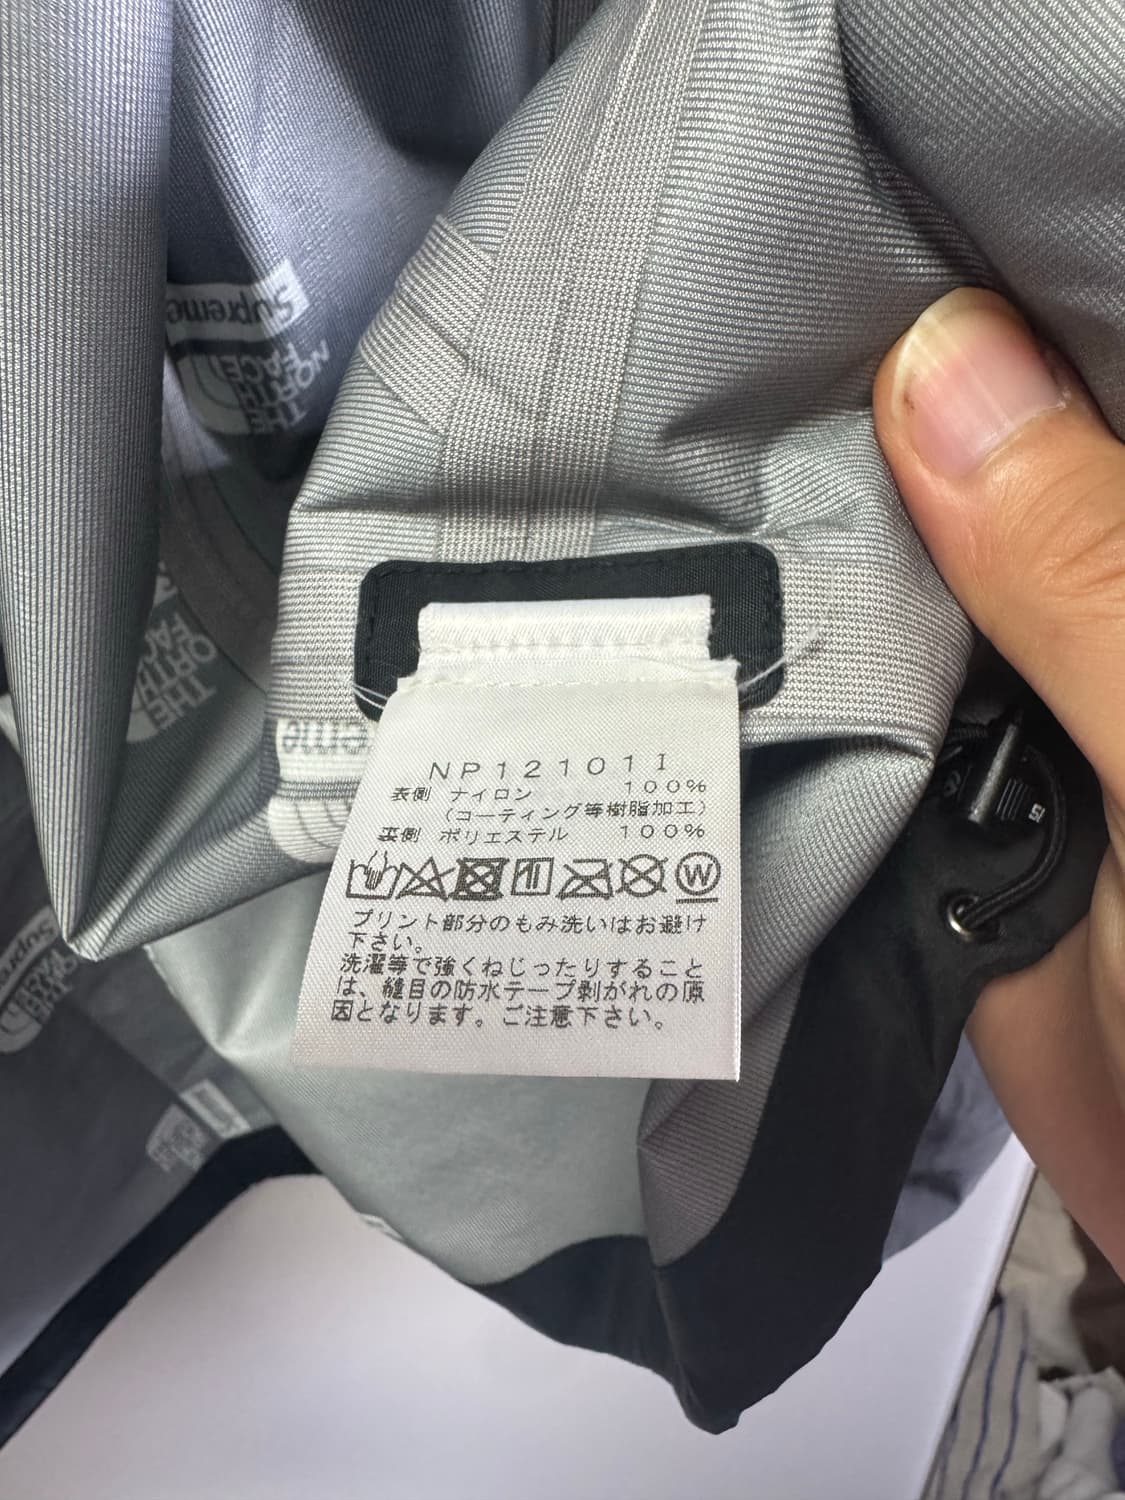 Supreme
THE
NORTH
FACE
THE
NORTH
FACE
eme
NP12101I
表側 ナイロン 100%
(コーティング等樹脂加工)
裏側 ポリエステル 100%
W
プリント部分のもみ洗いはお避け
下さい。
洗濯等で強くねじったりすること
は、縫目の防水テープ剥がれの原
因となります。ご注意下さい。